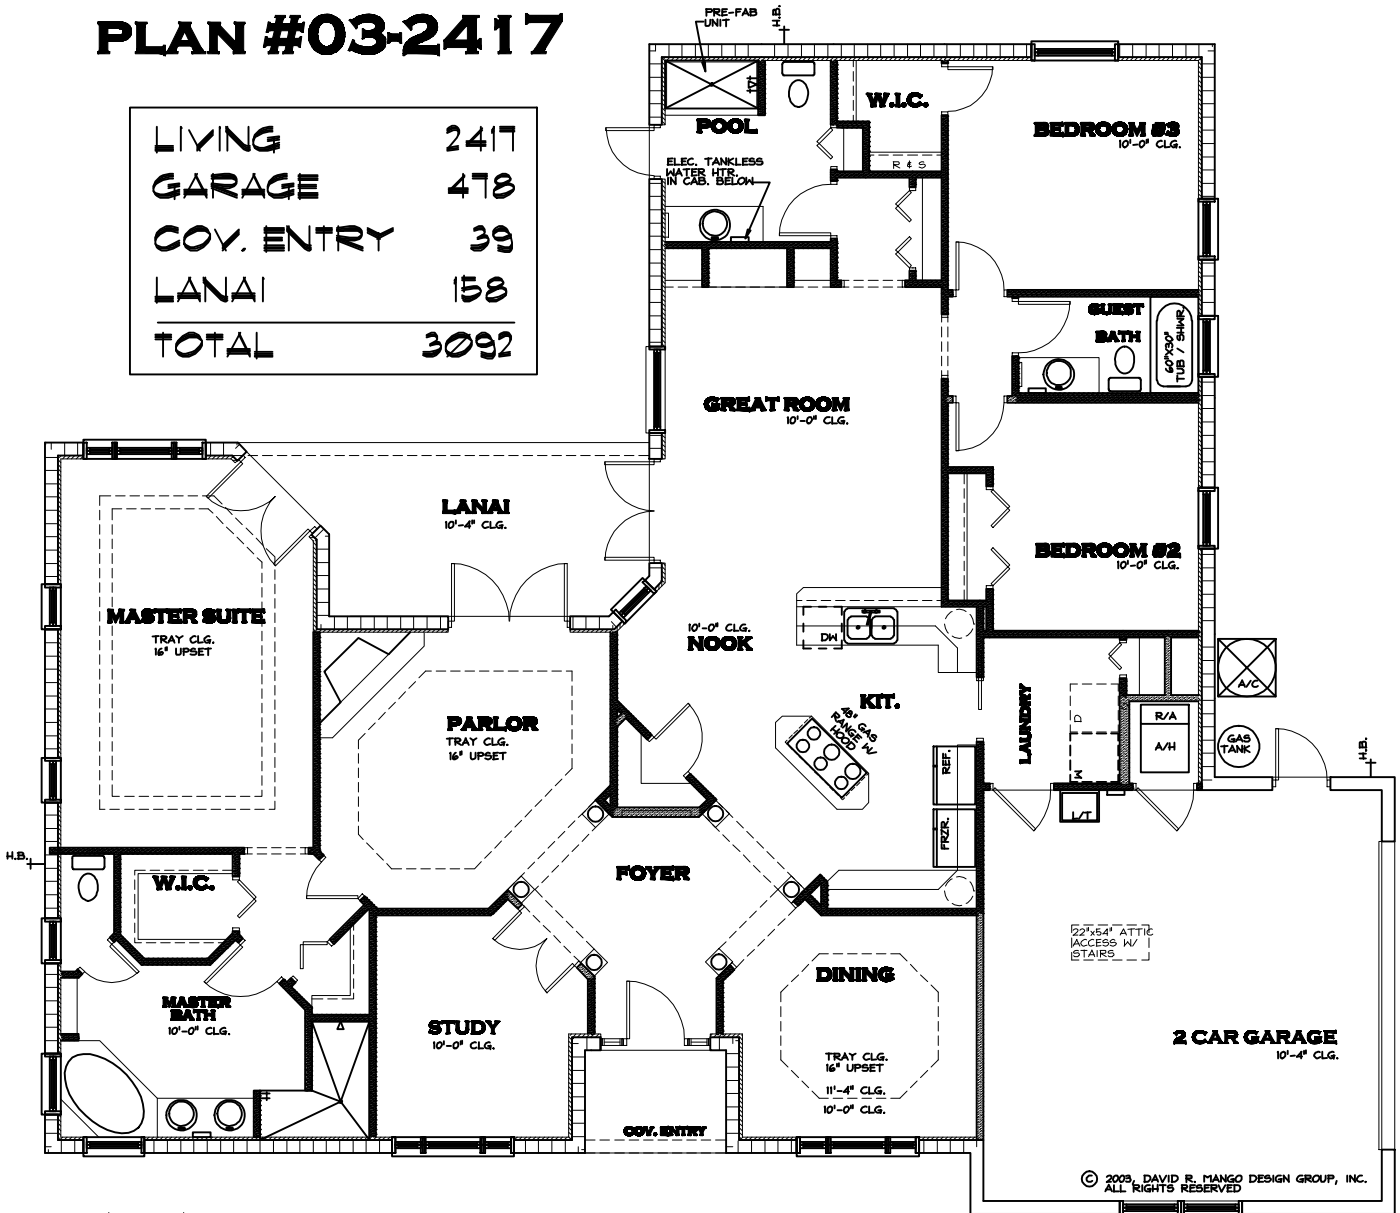 PLAN #03-2417
LIVING 2417
GARAGE 478
COV. ENTRY 39
LANAI 158
TOTAL 3092
PRE-FAB
UNIT
H.B.
POOL
ELEC. TANKLESS
WATER HTR.
IN CAB. BELOW
W.I.C.
R & S
BEDROOM #3
10'-0" CLG.
GUEST
BATH
60"X30"
TUB / SHWR.
GREAT ROOM
10'-0" CLG.
LANAI
10'-4" CLG.
BEDROOM #2
10'-0" CLG.
MASTER SUITE
TRAY CLG.
16" UPSET
10'-0" CLG.
NOOK
DW
PARLOR
TRAY CLG.
16" UPSET
KIT.
48" GAS
RANGE W/
HOOD
REF.
FRZR.
LAUNDRY
D
W
R/A
A/H
A/C
GAS
TANK
H.B.
L/T
H.B.
W.I.C.
FOYER
22"x54" ATTIC
ACCESS W/
STAIRS
MASTER
BATH
10'-0" CLG.
STUDY
10'-0" CLG.
DINING
TRAY CLG.
16" UPSET
11'-4" CLG.
10'-0" CLG.
2 CAR GARAGE
10'-4" CLG.
COV. ENTRY
© 2003, DAVID R. MANGO DESIGN GROUP, INC.
ALL RIGHTS RESERVED